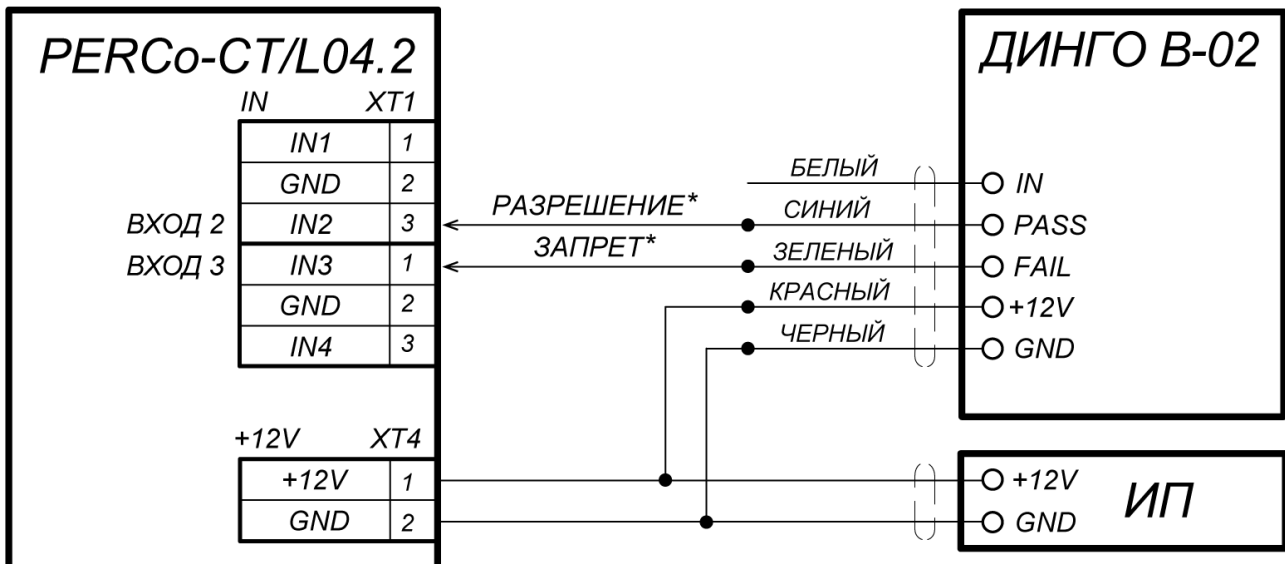 PERCo-CT/L04.2
IN XT1
IN1 1
GND 2
ВХОД 2 IN2 3
ВХОД 3 IN3 1
GND 2
IN4 3
+12V XT4
+12V 1
GND 2
РАЗРЕШЕНИЕ*
ЗАПРЕТ*
БЕЛЫЙ
СИНИЙ
ЗЕЛЕНЫЙ
КРАСНЫЙ
ЧЕРНЫЙ
ДИНГО В-02
IN
PASS
FAIL
+12V
GND
+12V
GND
ИП